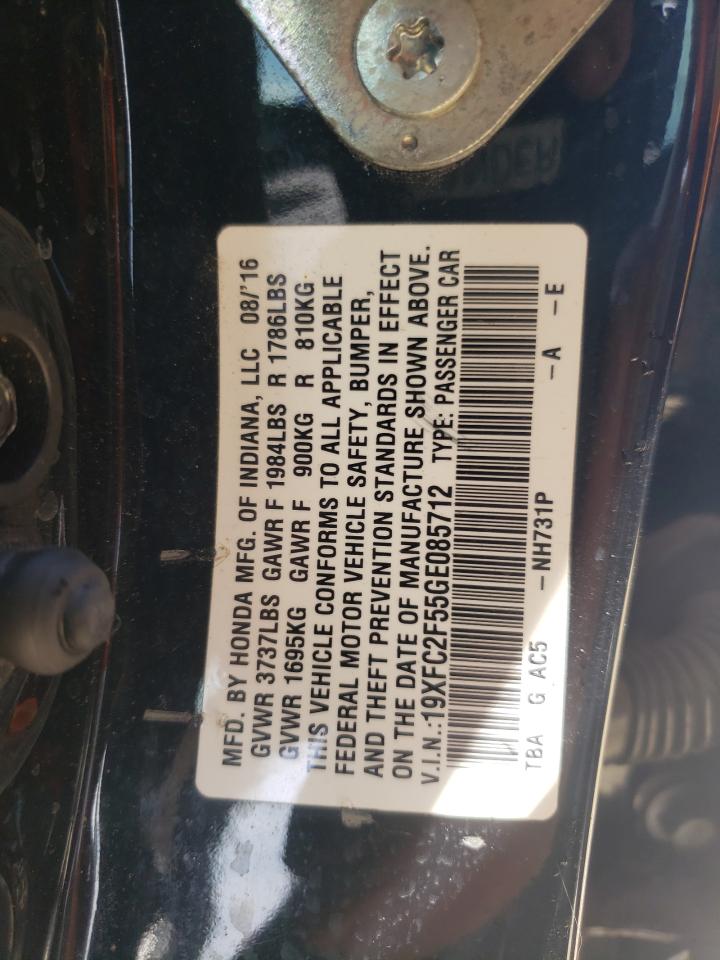 MFD. BY HONDA MFG. OF INDIANA, LLC 08/'16
GVWR 3737LBS GAWR F 1984LBS R 1786LBS
GVWR 1695KG GAWR F 900KG R 810KG
THIS VEHICLE CONFORMS TO ALL APPLICABLE
FEDERAL MOTOR VEHICLE SAFETY, BUMPER,
AND THEFT PREVENTION STANDARDS IN EFFECT
ON THE DATE OF MANUFACTURE SHOWN ABOVE.
V.I.N.:19XFC2F55GE085712 TYPE: PASSENGER CAR
TBA G AC5 –NH731P –A –E